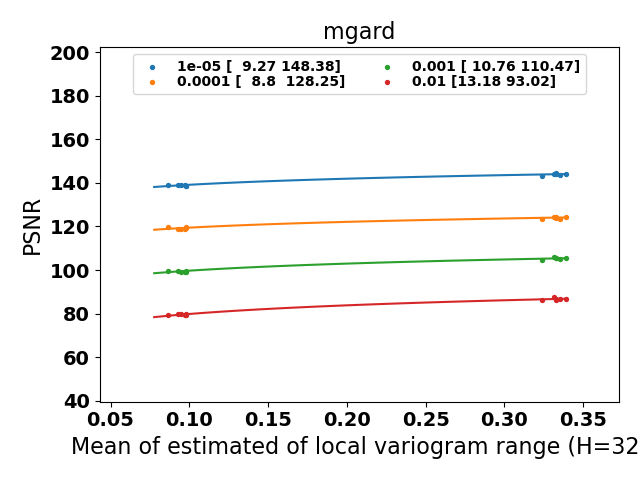 mgard
1e-05 [  9.27 148.38]
0.0001 [  8.8  128.25]
0.001 [ 10.76 110.47]
0.01 [13.18 93.02]
PSNR
200
180
160
140
120
100
80
60
40
0.05 0.10 0.15 0.20 0.25 0.30 0.35
Mean of estimated of local variogram range (H=32